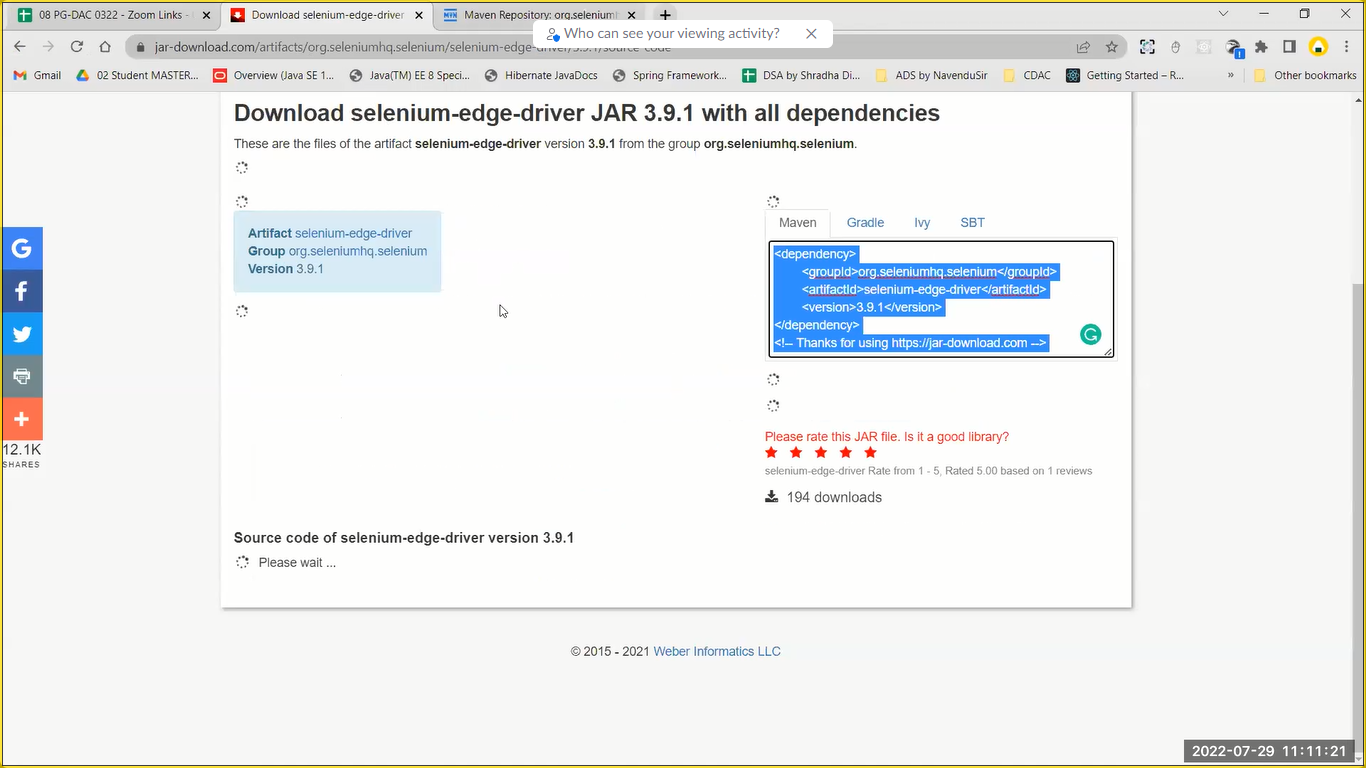 08 PG-DAC 0322 - Zoom Links -
Download selenium-edge-driver
Maven Repository: org.selenium
Who can see your viewing activity?
jar-download.com/artifacts/org.seleniumhq.selenium/selenium-edge-driver/3.9.1/source-code
Gmail
02 Student MASTER...
Overview (Java SE 1...
Java(TM) EE 8 Speci...
Hibernate JavaDocs
Spring Framework...
DSA by Shradha Di...
ADS by NavenduSir
CDAC
Getting Started – R...
»
Other bookmarks
Download selenium-edge-driver JAR 3.9.1 with all dependencies
These are the files of the artifact selenium-edge-driver version 3.9.1 from the group org.seleniumhq.selenium.
Artifact selenium-edge-driver
Group org.seleniumhq.selenium
Version 3.9.1
Maven
Gradle
Ivy
SBT
<dependency>
<groupId>org.seleniumhq.selenium</groupId>
<artifactId>selenium-edge-driver</artifactId>
<version>3.9.1</version>
</dependency>
<!-- Thanks for using https://jar-download.com -->
12.1K
SHARES
Please rate this JAR file. Is it a good library?
selenium-edge-driver Rate from 1 - 5, Rated 5.00 based on 1 reviews
194 downloads
Source code of selenium-edge-driver version 3.9.1
Please wait ...
© 2015 - 2021 Weber Informatics LLC
2022-07-29 11:11:21